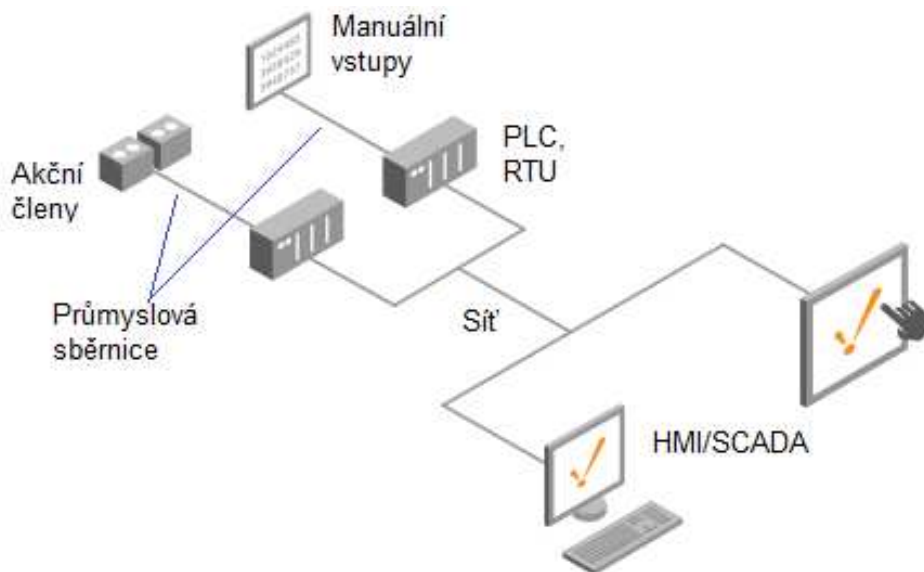 Manuální
vstupy
PLC,
RTU
Akční
členy
Průmyslová
sběrnice
Síť
HMI/SCADA